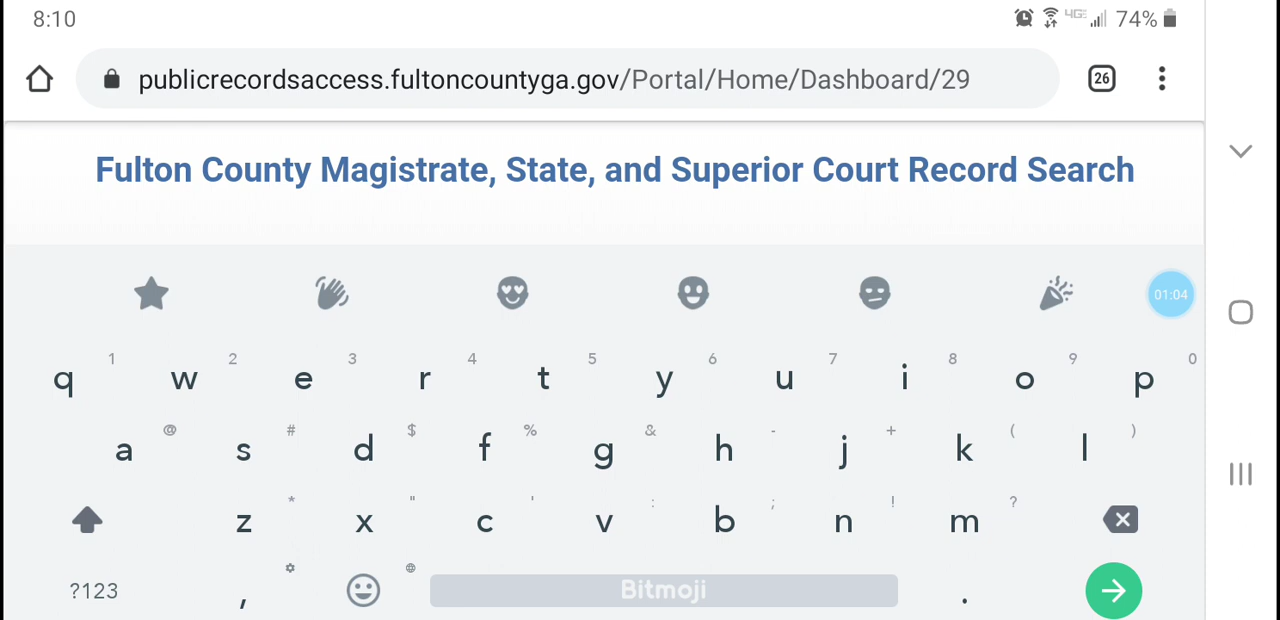 8:10
4GE 74%
publicrecordsaccess.fultoncountyga.gov/Portal/Home/Dashboard/29
26
Fulton County Magistrate, State, and Superior Court Record Search
01:04
1 2 3 4 5 6 7 8 9 0
q w e r t y u i o p
@ # $ % & - + ( )
a s d f g h j k l
* " ' : ; ! ?
z x c v b n m
?123 , Bitmoji .